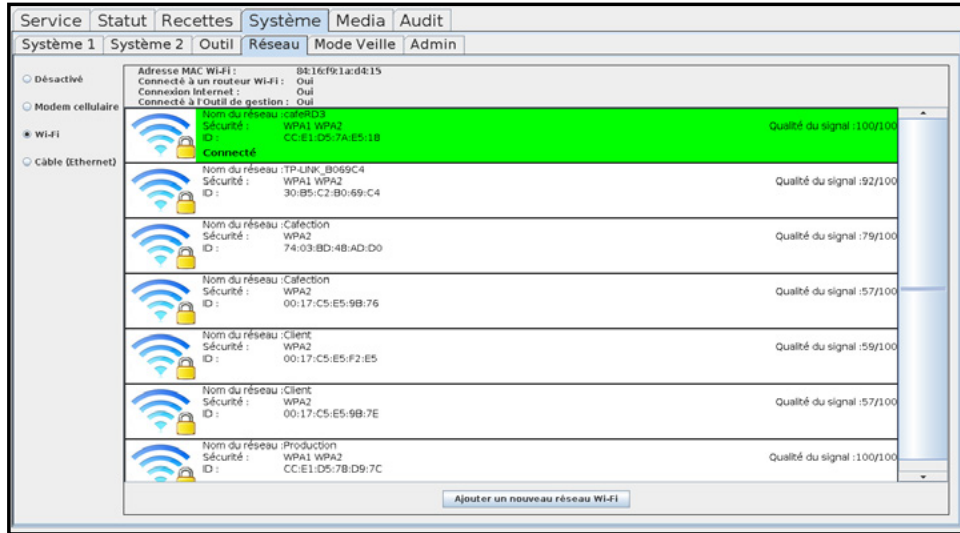 Service Statut Recettes Système Media Audit
Système 1 Système 2 Outil Réseau Mode Veille Admin
Désactivé
Modem cellulaire
Wi-Fi
Câble (Ethernet)
Adresse MAC Wi-Fi : 84:16:f9:1a:d4:15
Connecté à un routeur Wi-Fi : Oui
Connexion Internet : Oui
Connecté à l'Outil de gestion : Oui
Nom du réseau :cafeRD3
Sécurité : WPA1 WPA2
Qualité du signal :100/100
ID : CC:E1:D5:7A:E5:18
Connecté
Nom du réseau :TP-LINK_B069C4
Sécurité : WPA1 WPA2
Qualité du signal :92/100
ID : 30:B5:C2:B0:69:C4
Nom du réseau :Cafection
Sécurité : WPA2
Qualité du signal :79/100
ID : 74:03:BD:48:AD:D0
Nom du réseau :Cafection
Sécurité : WPA2
Qualité du signal :57/100
ID : 00:17:C5:E5:9B:76
Nom du réseau :Client
Sécurité : WPA2
Qualité du signal :59/100
ID : 00:17:C5:E5:F2:E5
Nom du réseau :Client
Sécurité : WPA2
Qualité du signal :57/100
ID : 00:17:C5:E5:9B:7E
Nom du réseau :Production
Sécurité : WPA1 WPA2
Qualité du signal :100/100
ID : CC:E1:D5:7B:D9:7C
Ajouter un nouveau réseau Wi-Fi